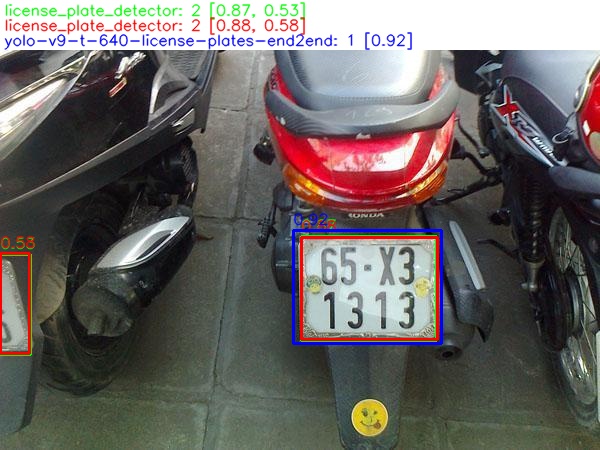 license_plate_detector: 2 [0.87, 0.53]
license_plate_detector: 2 [0.88, 0.58]
yolo-v9-t-640-license-plates-end2end: 1 [0.92]
0.92
0.53
HONDA
65-X3
1313